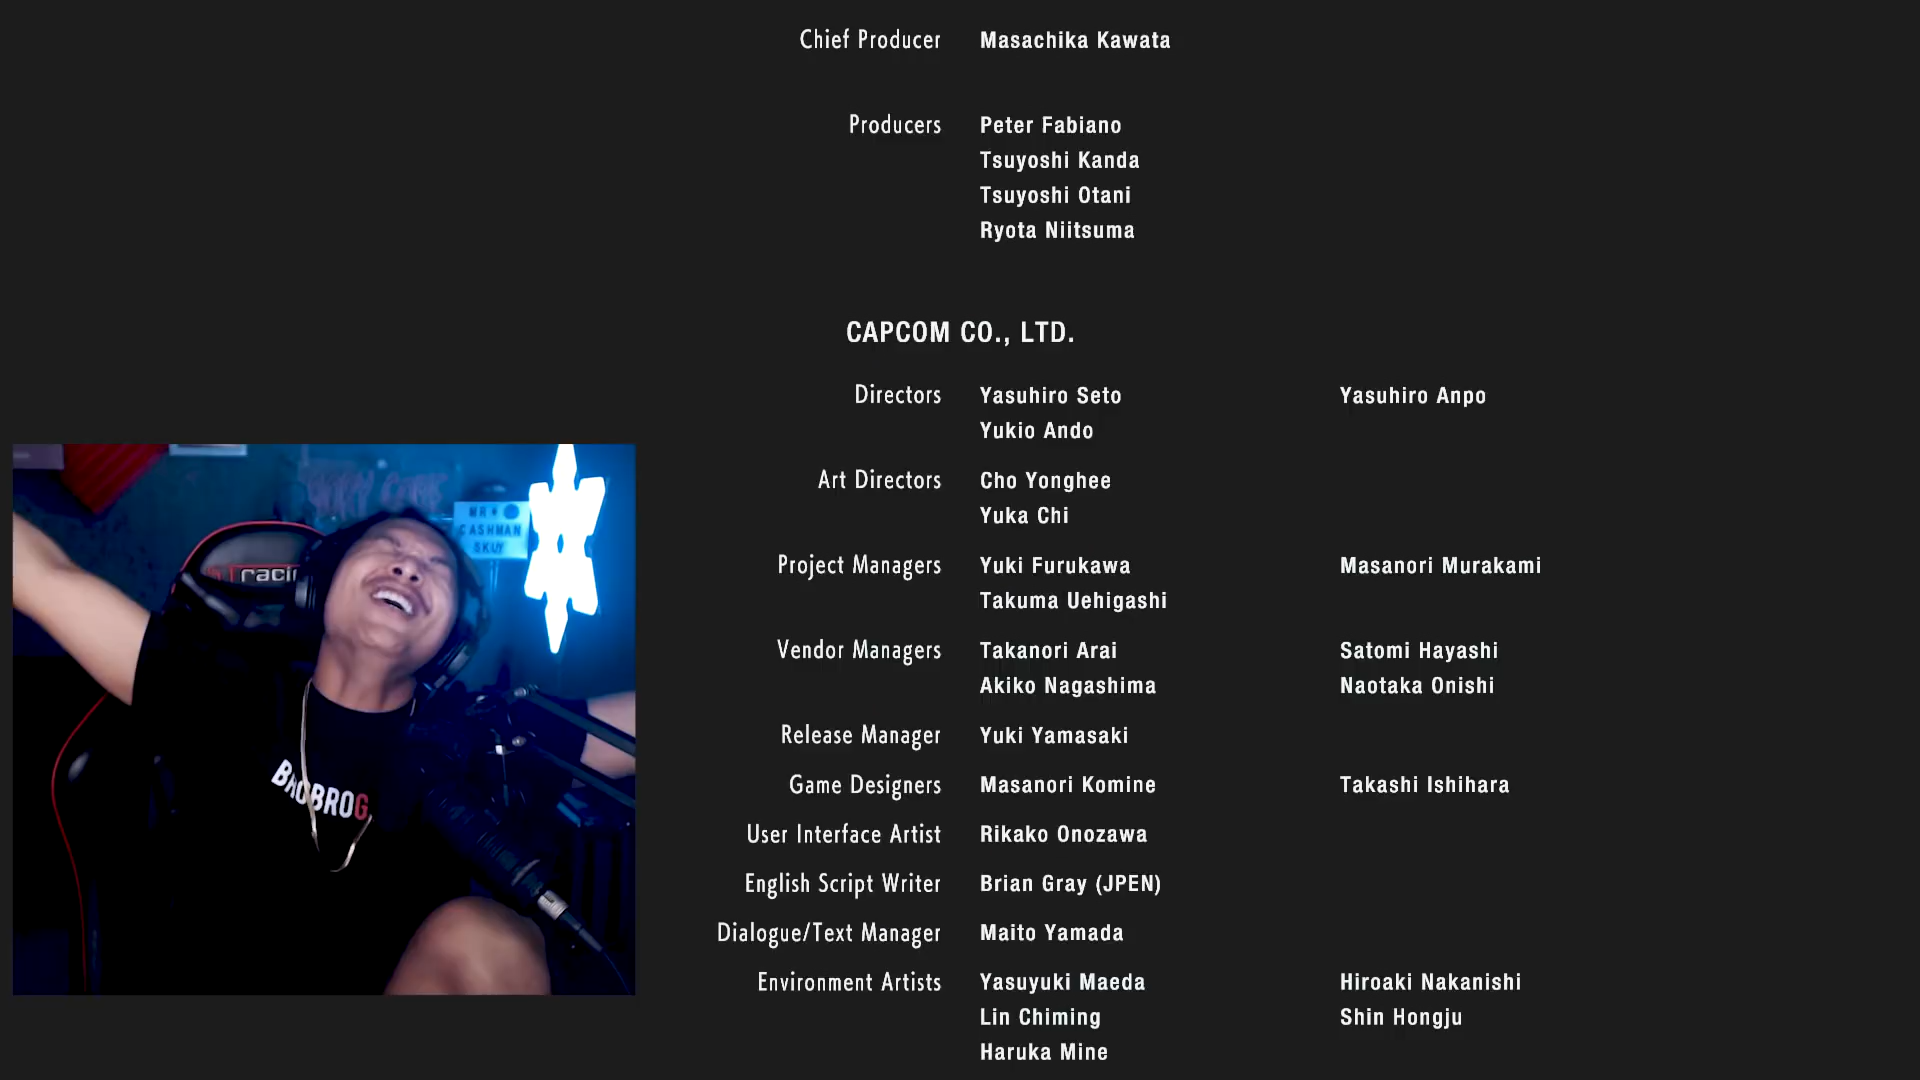 Chief Producer Masachika Kawata
Producers Peter Fabiano
Tsuyoshi Kanda
Tsuyoshi Otani
Ryota Niitsuma
CAPCOM CO., LTD.
Directors Yasuhiro Seto Yasuhiro Anpo
Yukio Ando
Art Directors Cho Yonghee
Yuka Chi
Project Managers Yuki Furukawa Masanori Murakami
Takuma Uehigashi
Vendor Managers Takanori Arai Satomi Hayashi
Akiko Nagashima Naotaka Onishi
Release Manager Yuki Yamasaki
Game Designers Masanori Komine Takashi Ishihara
User Interface Artist Rikako Onozawa
English Script Writer Brian Gray (JPEN)
Dialogue/Text Manager Maito Yamada
Environment Artists Yasuyuki Maeda Hiroaki Nakanishi
Lin Chiming Shin Hongju
Haruka Mine
MR
CASHMAN
SKUY